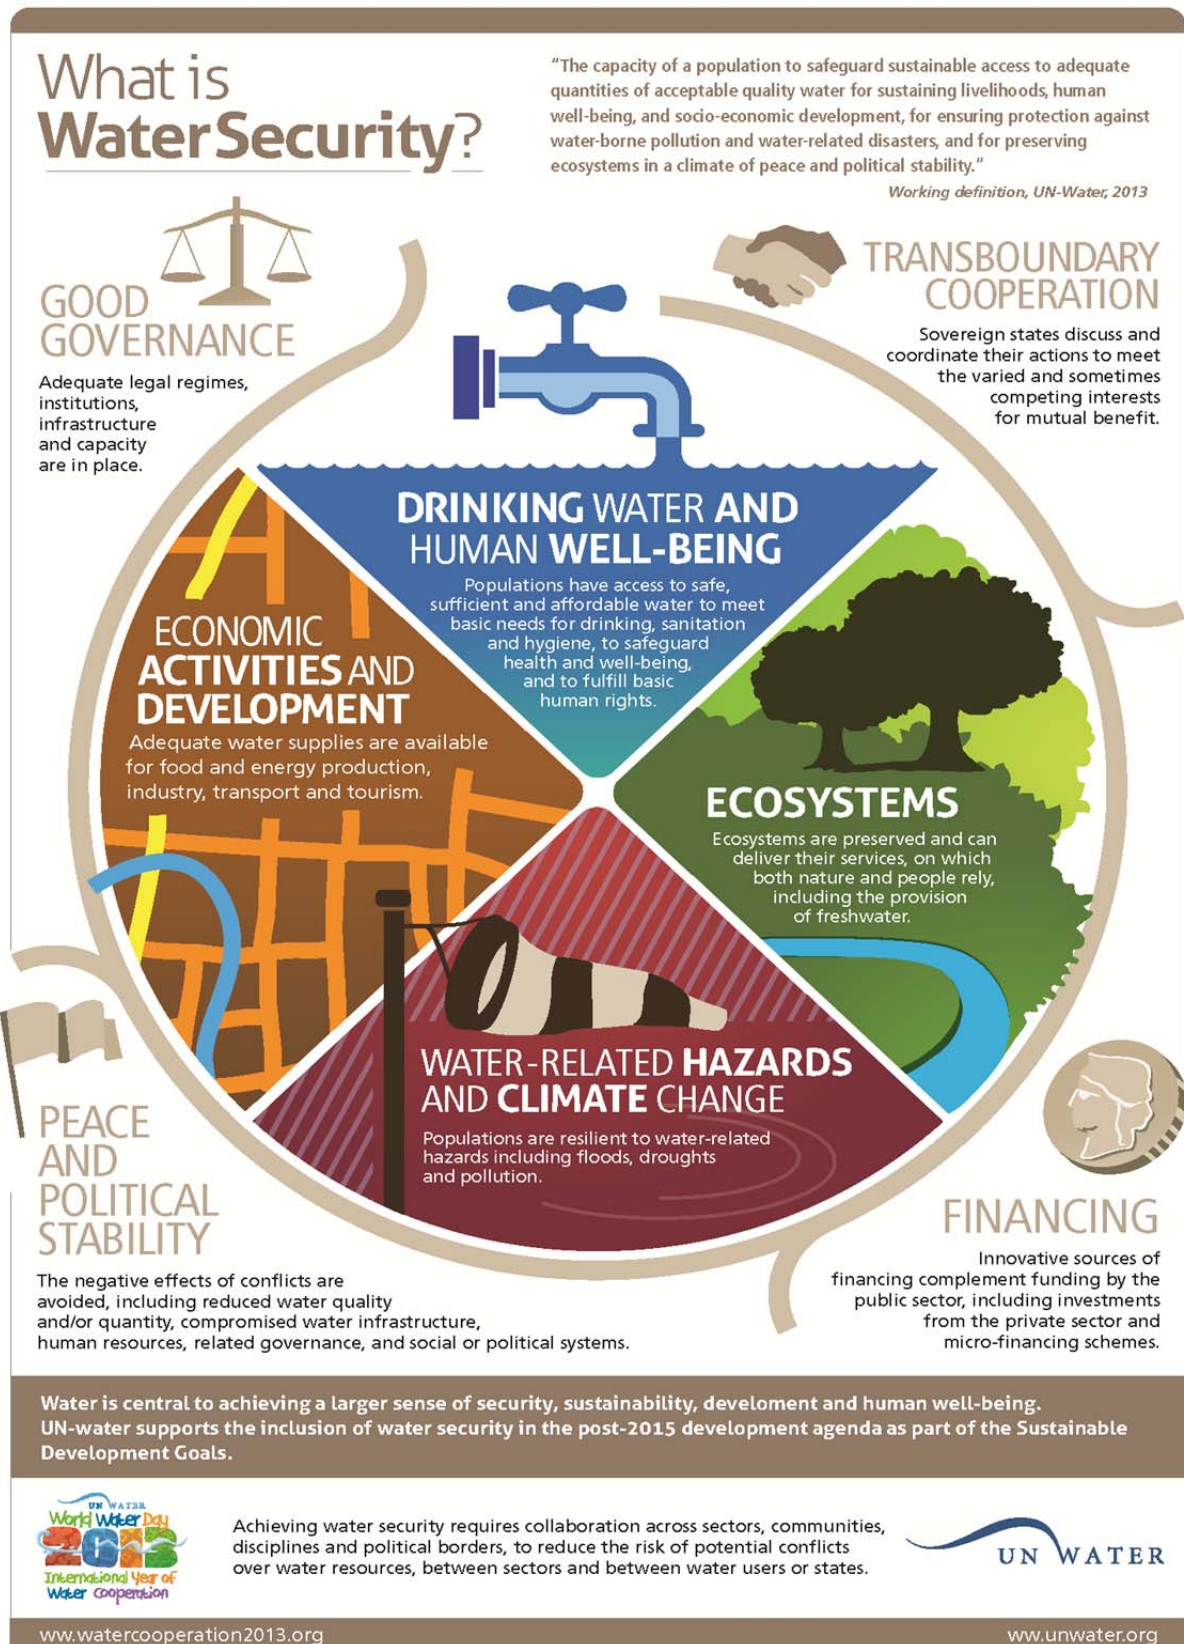 What is
Water Security?
"The capacity of a population to safeguard sustainable access to adequate
quantities of acceptable quality water for sustaining livelihoods, human
well-being, and socio-economic development, for ensuring protection against
water-borne pollution and water-related disasters, and for preserving
ecosystems in a climate of peace and political stability."
Working definition, UN-Water, 2013
GOOD
GOVERNANCE
Adequate legal regimes,
institutions,
infrastructure
and capacity
are in place.
TRANSBOUNDARY
COOPERATION
Sovereign states discuss and
coordinate their actions to meet
the varied and sometimes
competing interests
for mutual benefit.
DRINKING WATER AND
HUMAN WELL-BEING
Populations have access to safe,
sufficient and affordable water to meet
basic needs for drinking, sanitation
and hygiene, to safeguard
health and well-being,
and to fulfill basic
human rights.
ECONOMIC
ACTIVITIES AND
DEVELOPMENT
Adequate water supplies are available
for food and energy production,
industry, transport and tourism.
ECOSYSTEMS
Ecosystems are preserved and can
deliver their services, on which
both nature and people rely,
including the provision
of freshwater.
WATER-RELATED HAZARDS
AND CLIMATE CHANGE
Populations are resilient to water-related
hazards including floods, droughts
and pollution.
PEACE
AND
POLITICAL
STABILITY
The negative effects of conflicts are
avoided, including reduced water quality
and/or quantity, compromised water infrastructure,
human resources, related governance, and social or political systems.
FINANCING
Innovative sources of
financing complement funding by the
public sector, including investments
from the private sector and
micro-financing schemes.
Water is central to achieving a larger sense of security, sustainability, develoment and human well-being.
UN-water supports the inclusion of water security in the post-2015 development agenda as part of the Sustainable
Development Goals.
UN WATER
World Water Day
2013
International Year of
Water Cooperation
Achieving water security requires collaboration across sectors, communities,
disciplines and political borders, to reduce the risk of potential conflicts
over water resources, between sectors and between water users or states.
UN WATER
ww.watercooperation2013.org
ww.unwater.org